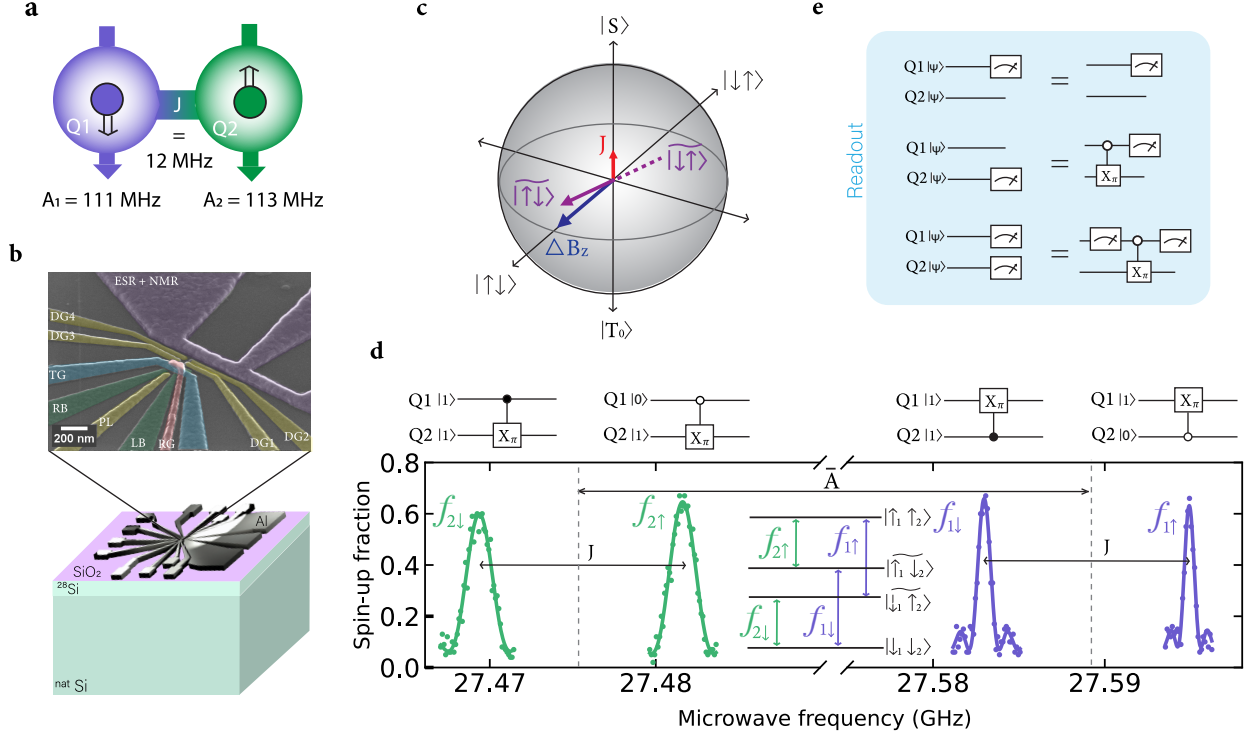 a
Q1
J
Q2
=
12 MHz
A₁ = 111 MHz
A₂ = 113 MHz
b
ESR + NMR
DG4
DG3
TG
RB
PL
LB
RG
DG1
DG2
200 nm
Al
SiO₂
²⁸Si
ⁿᵃᵗ Si
c
|S⟩
|↓↑⟩
J
|↓↑⟩
|↑↓⟩
△Bz
|↑↓⟩
|T₀⟩
e
Readout
Q1 |ψ⟩ =
Q2 |ψ⟩
Q1 |ψ⟩ =
Q2 |ψ⟩ Xπ
Q1 |ψ⟩ =
Q2 |ψ⟩ Xπ
d
Q1 |1⟩
Q2 |1⟩ Xπ
Q1 |0⟩
Q2 |1⟩ Xπ
Q1 |1⟩ Xπ
Q2 |1⟩
Q1 |1⟩ Xπ
Q2 |0⟩
Spin-up fraction
0.8
0.6
0.4
0.2
0.0
Ā
f₂↓
f₂↑
f₁↓
f₁↑
J
J
|↑₁ ↑₂⟩
f₂↑
f₁↑
|↑₁ ↓₂⟩
|↓₁ ↑₂⟩
f₂↓
f₁↓
|↓₁ ↓₂⟩
27.47
27.48
27.58
27.59
Microwave frequency (GHz)